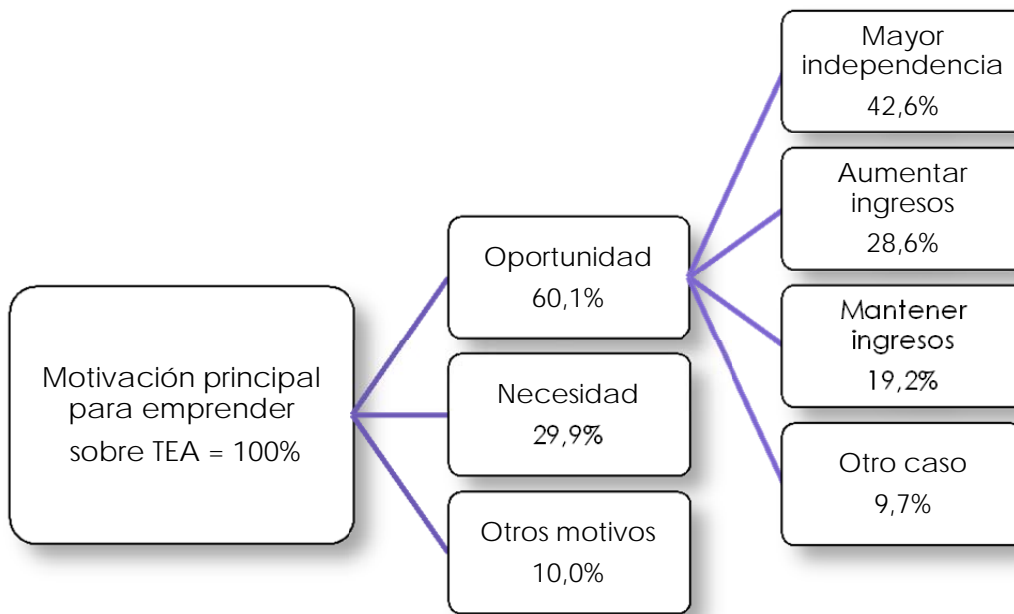 Motivación principal
para emprender
sobre TEA = 100%
Oportunidad
60,1%
Necesidad
29,9%
Otros motivos
10,0%
Mayor
independencia
42,6%
Aumentar
ingresos
28,6%
Mantener
ingresos
19,2%
Otro caso
9,7%